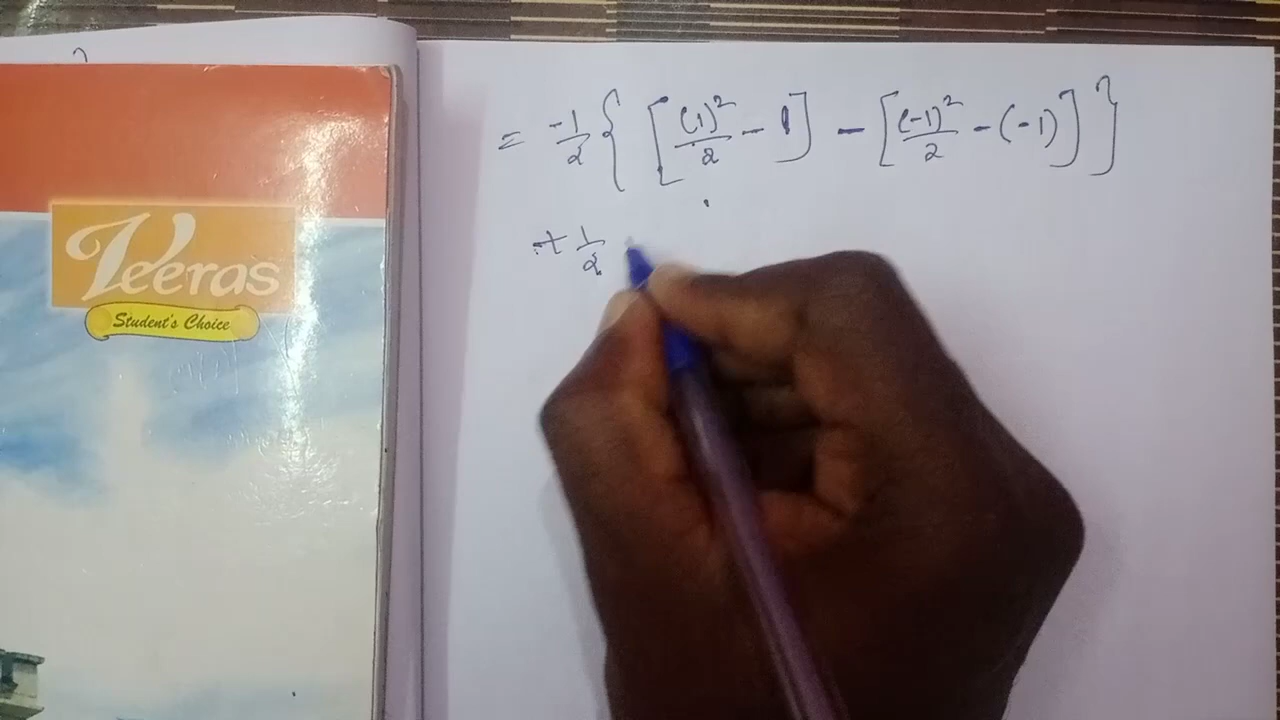 = -1/2 { [ (1)²/2 - 1 ] - [ (-1)²/2 - (-1) ] }
+ 1/2
Veeras
Student's Choice